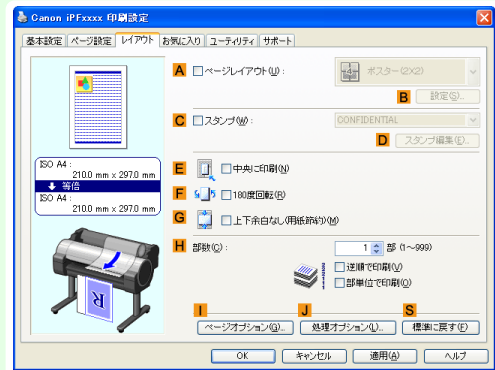 Canon iPFxxxx 印刷設定
基本設定 ページ設定 レイアウト お気に入り ユーティリティ サポート
A ページレイアウト(U): ポスター(2X2)
B 設定(S)...
C スタンプ(W): CONFIDENTIAL
D スタンプ編集(E)...
ISO A4 :
210.0 mm x 297.0 mm
等倍
ISO A4 :
210.0 mm x 297.0 mm
E 中央に印刷(N)
F 180度回転(R)
G 上下余白なし(用紙節約)(M)
H 部数(C): 1 部 (1～999)
逆順で印刷(V)
部単位で印刷(O)
I J S
ページオプション(G)... 処理オプション(L)... 標準に戻す(F)
OK キャンセル 適用(A) ヘルプ